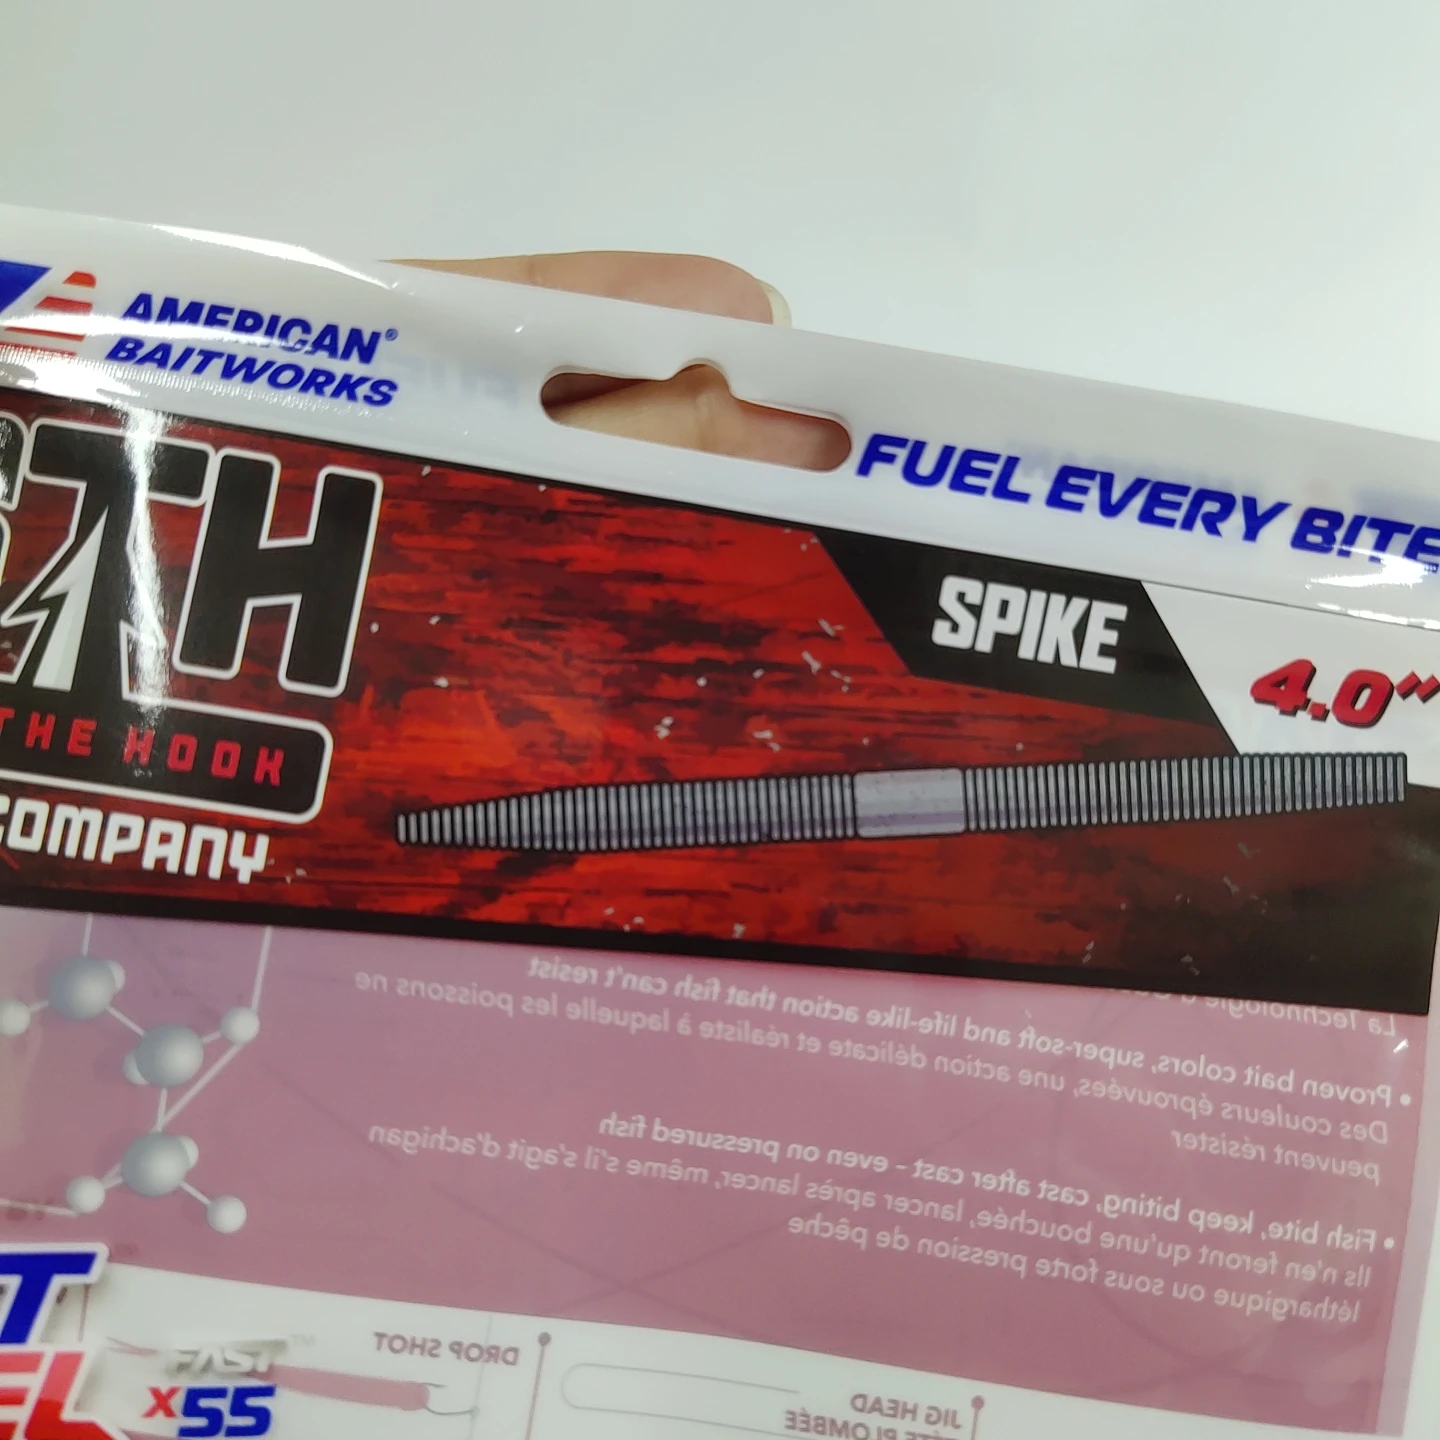 AMERICAN®
BAITWORKS
FUEL EVERY BITE
TH
THE HOOK
COMPANY
SPIKE
4.0"
La Technologie
• Proven bait colors, super-soft and life-like action that fish can't resist
Des couleurs éprouvées, une action délicate et réaliste à laquelle les poissons ne
peuvent résister
• Fish bite, keep biting, cast after cast - even on pressured fish
Ils n'en feront qu'une bouchée, lancer après lancer, même s'il s'agit d'achigan
léthargique ou sous forte pression de pêche
DROP SHOT
JIG HEAD
PLOMBÉE
FAST
x55